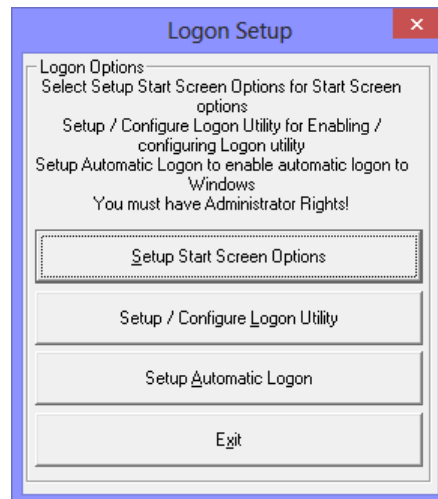 Logon Setup
Logon Options
Select Setup Start Screen Options for Start Screen
options
Setup / Configure Logon Utility for Enabling /
configuring Logon utility
Setup Automatic Logon to enable automatic logon to
Windows
You must have Administrator Rights!
Setup Start Screen Options
Setup / Configure Logon Utility
Setup Automatic Logon
Exit